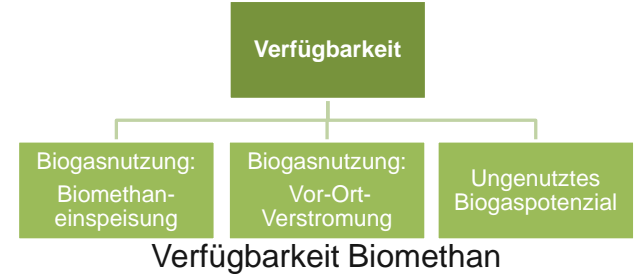 Verfügbarkeit
Biogasnutzung:
Biomethan-
einspeisung
Biogasnutzung:
Vor-Ort-
Verstromung
Ungenutztes
Biogaspotenzial
Verfügbarkeit Biomethan